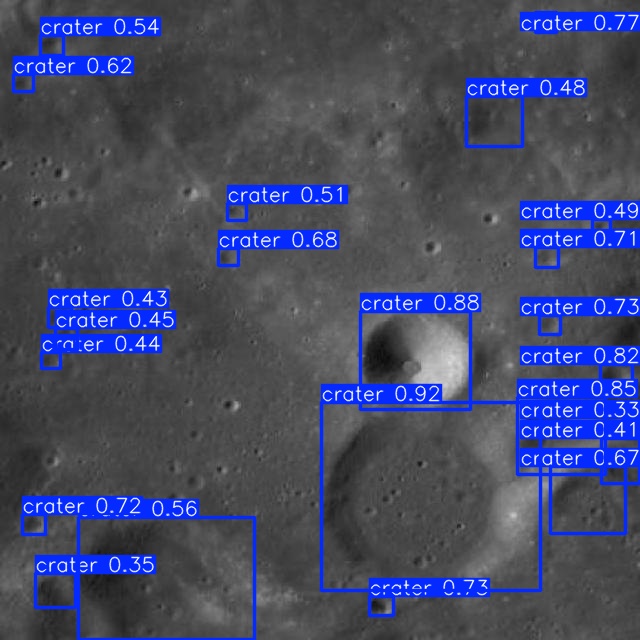 crater 0.54
crater 0.77
crater 0.62
crater 0.48
crater 0.51
crater 0.49
crater 0.68
crater 0.71
crater 0.43
crater 0.88
crater 0.73
crater 0.45
crater 0.44
crater 0.82
crater 0.92
crater 0.85
crater 0.33
crater 0.41
crater 0.67
crater 0.72
0.56
crater 0.35
crater 0.73